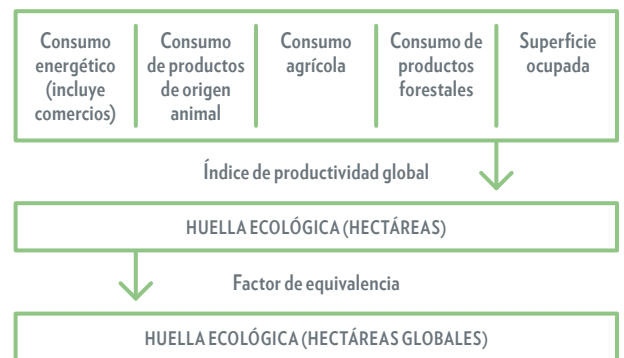 Consumo
energético
(incluye
comercios)
Consumo
de productos
de origen
animal
Consumo
agrícola
Consumo de
productos
forestales
Superficie
ocupada
Índice de productividad global
HUELLA ECOLÓGICA (HECTÁREAS)
Factor de equivalencia
HUELLA ECOLÓGICA (HECTÁREAS GLOBALES)